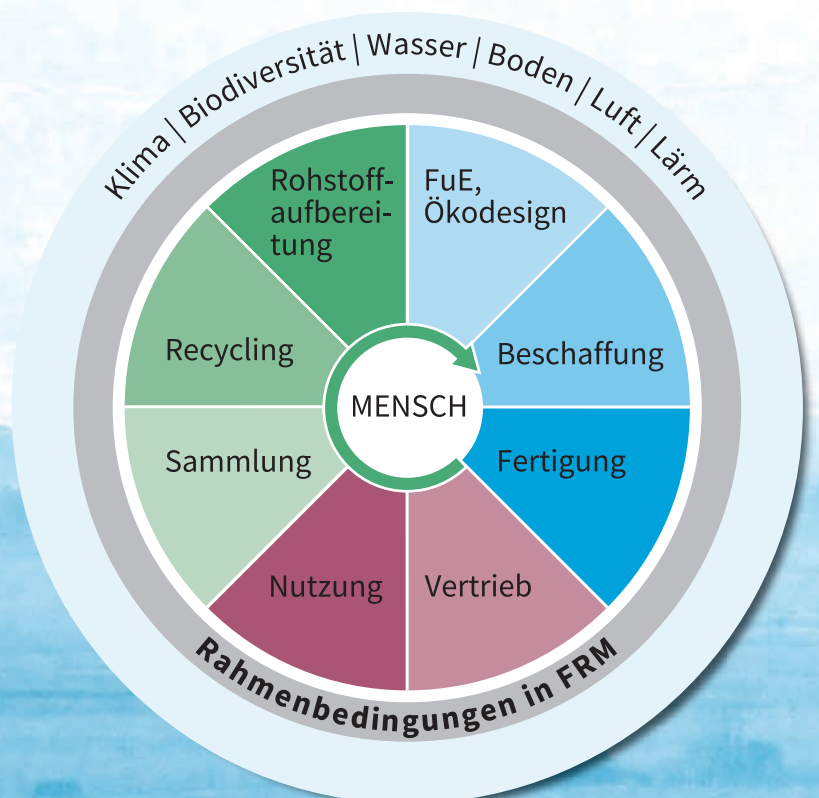 Klima | Biodiversität | Wasser | Boden | Luft | Lärm
Rohstoff-
aufberei-
tung
FuE,
Ökodesign
Recycling
Beschaffung
MENSCH
Sammlung
Fertigung
Nutzung
Vertrieb
Rahmenbedingungen in FRM